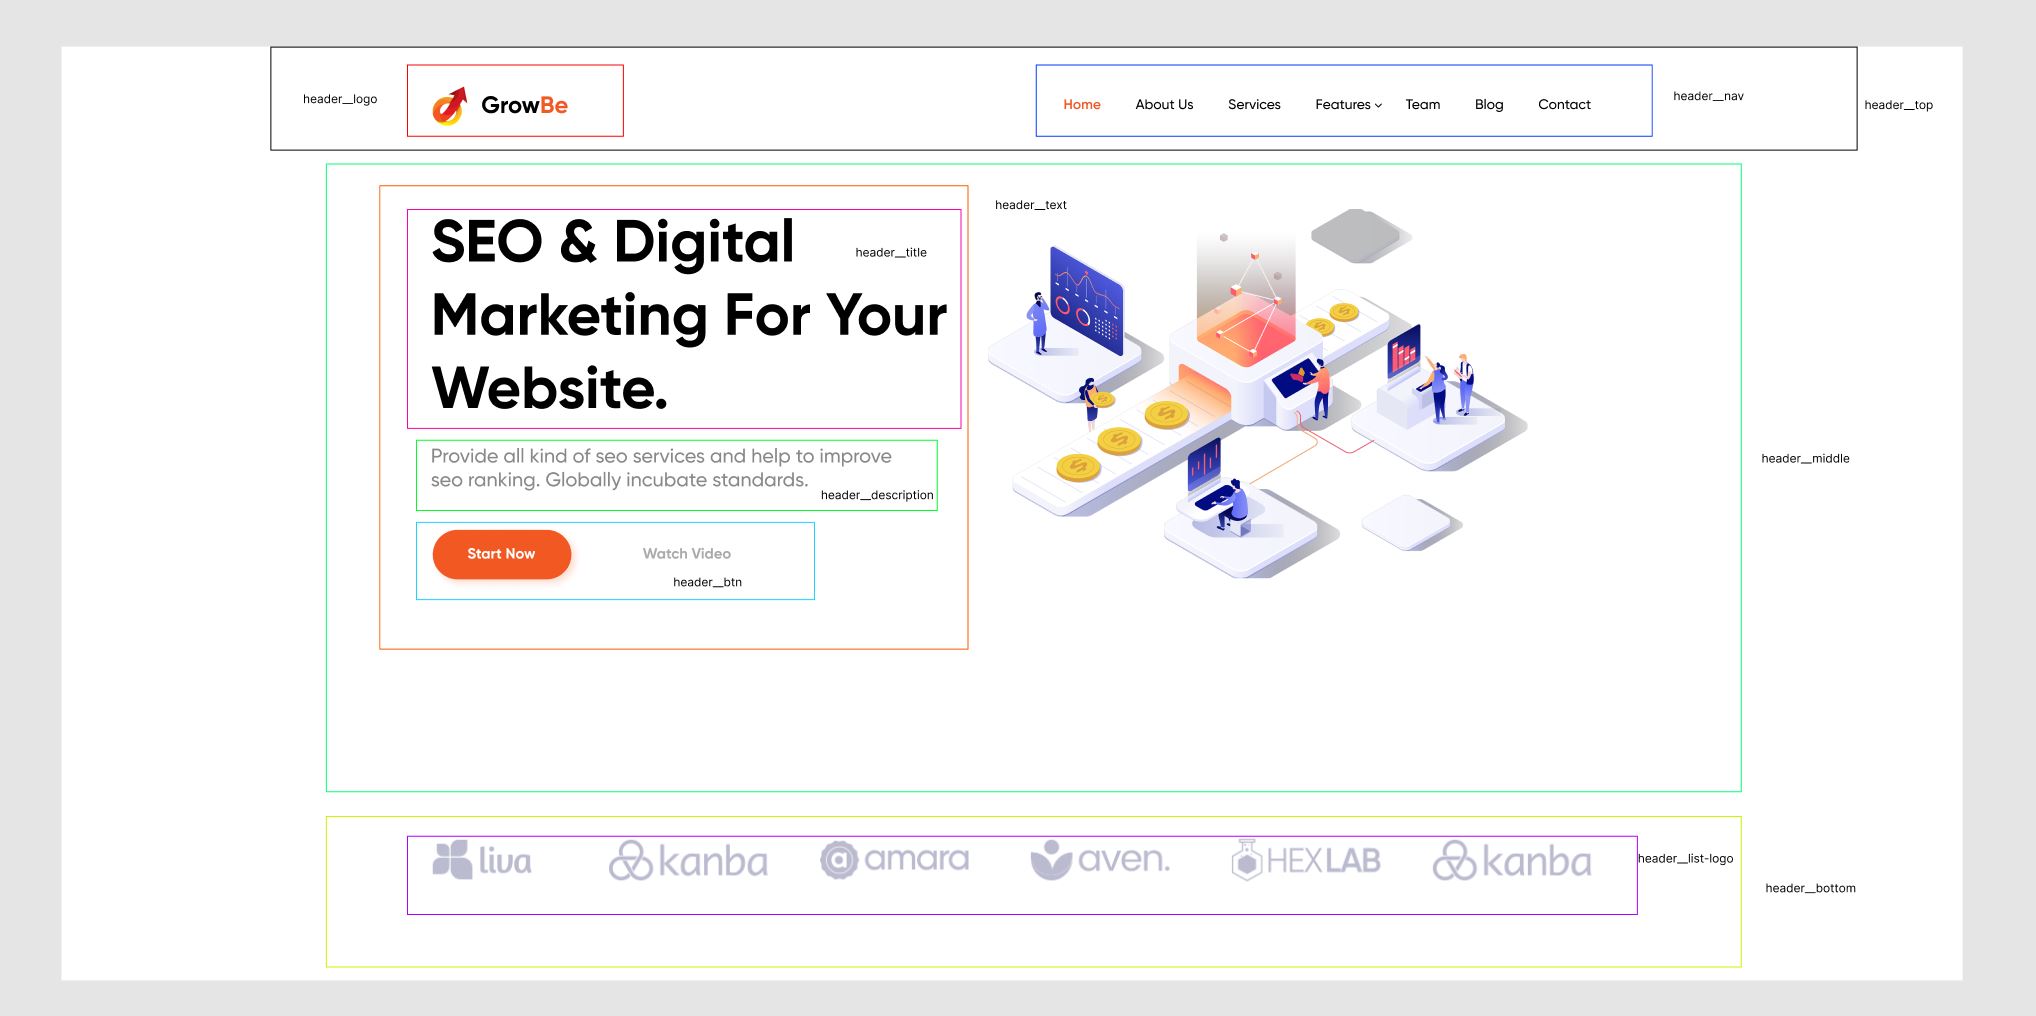 header__logo
GrowBe
Home About Us Services Features Team Blog Contact
header__nav
header__top
header__text
SEO & Digital
header__title
Marketing For Your
Website.
Provide all kind of seo services and help to improve
seo ranking. Globally incubate standards.
header__description
Start Now
Watch Video
header__btn
header__middle
liva
kanba
amara
aven.
HEXLAB
kanba
header__list-logo
header__bottom